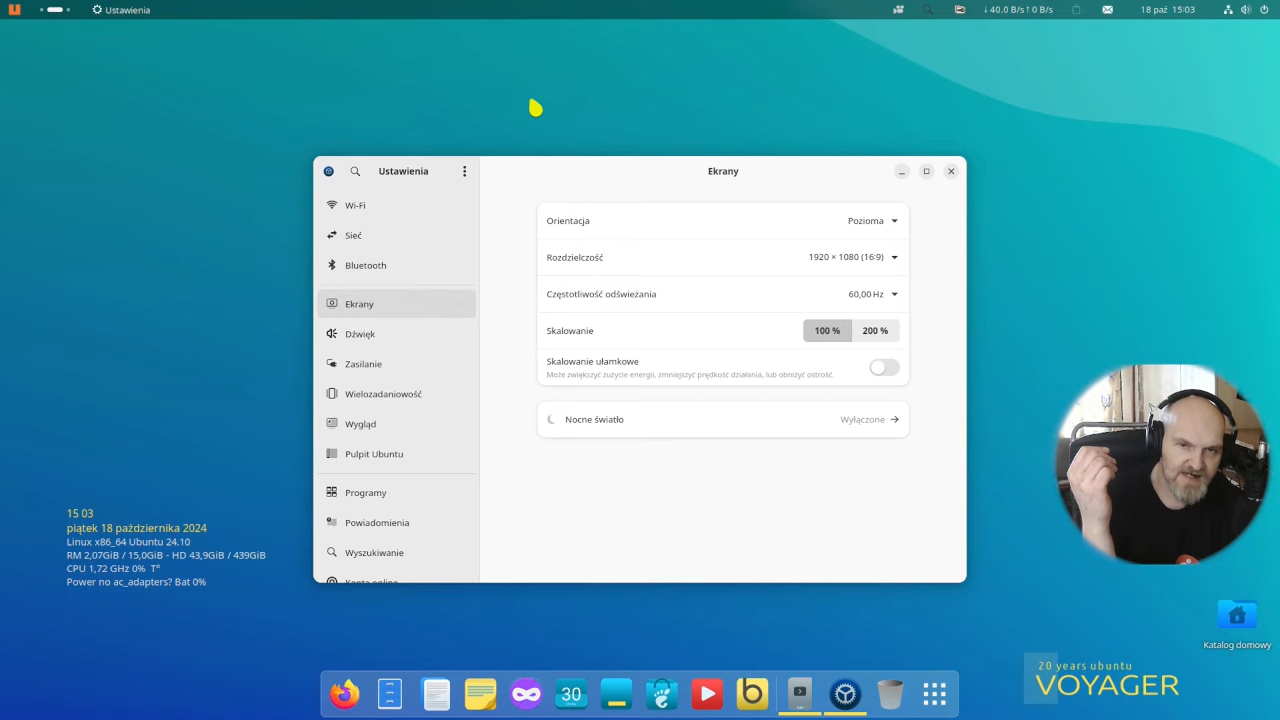 Ustawienia
↓40.0 B/s↑0 B/s
18 paź 15:03
Ustawienia
Ekrany
Wi-Fi
Sieć
Bluetooth
Ekrany
Dźwięk
Zasilanie
Wielozadaniowość
Wygląd
Pulpit Ubuntu
Programy
Powiadomienia
Wyszukiwanie
Konta online
Orientacja
Pozioma
Rozdzielczość
1920 × 1080 (16∶9)
Częstotliwość odświeżania
60,00 Hz
Skalowanie
100 %
200 %
Skalowanie ułamkowe
Może zwiększyć zużycie energii, zmniejszyć prędkość działania, lub obniżyć ostrość.
Nocne światło
Wyłączone
15 03
piątek 18 października 2024
Linux x86_64 Ubuntu 24.10
RM 2,07GiB / 15,0GiB - HD 43,9GiB / 439GiB
CPU 1,72 GHz 0% T°
Power no ac_adapters? Bat 0%
Katalog domowy
20 years ubuntu
VOYAGER
30